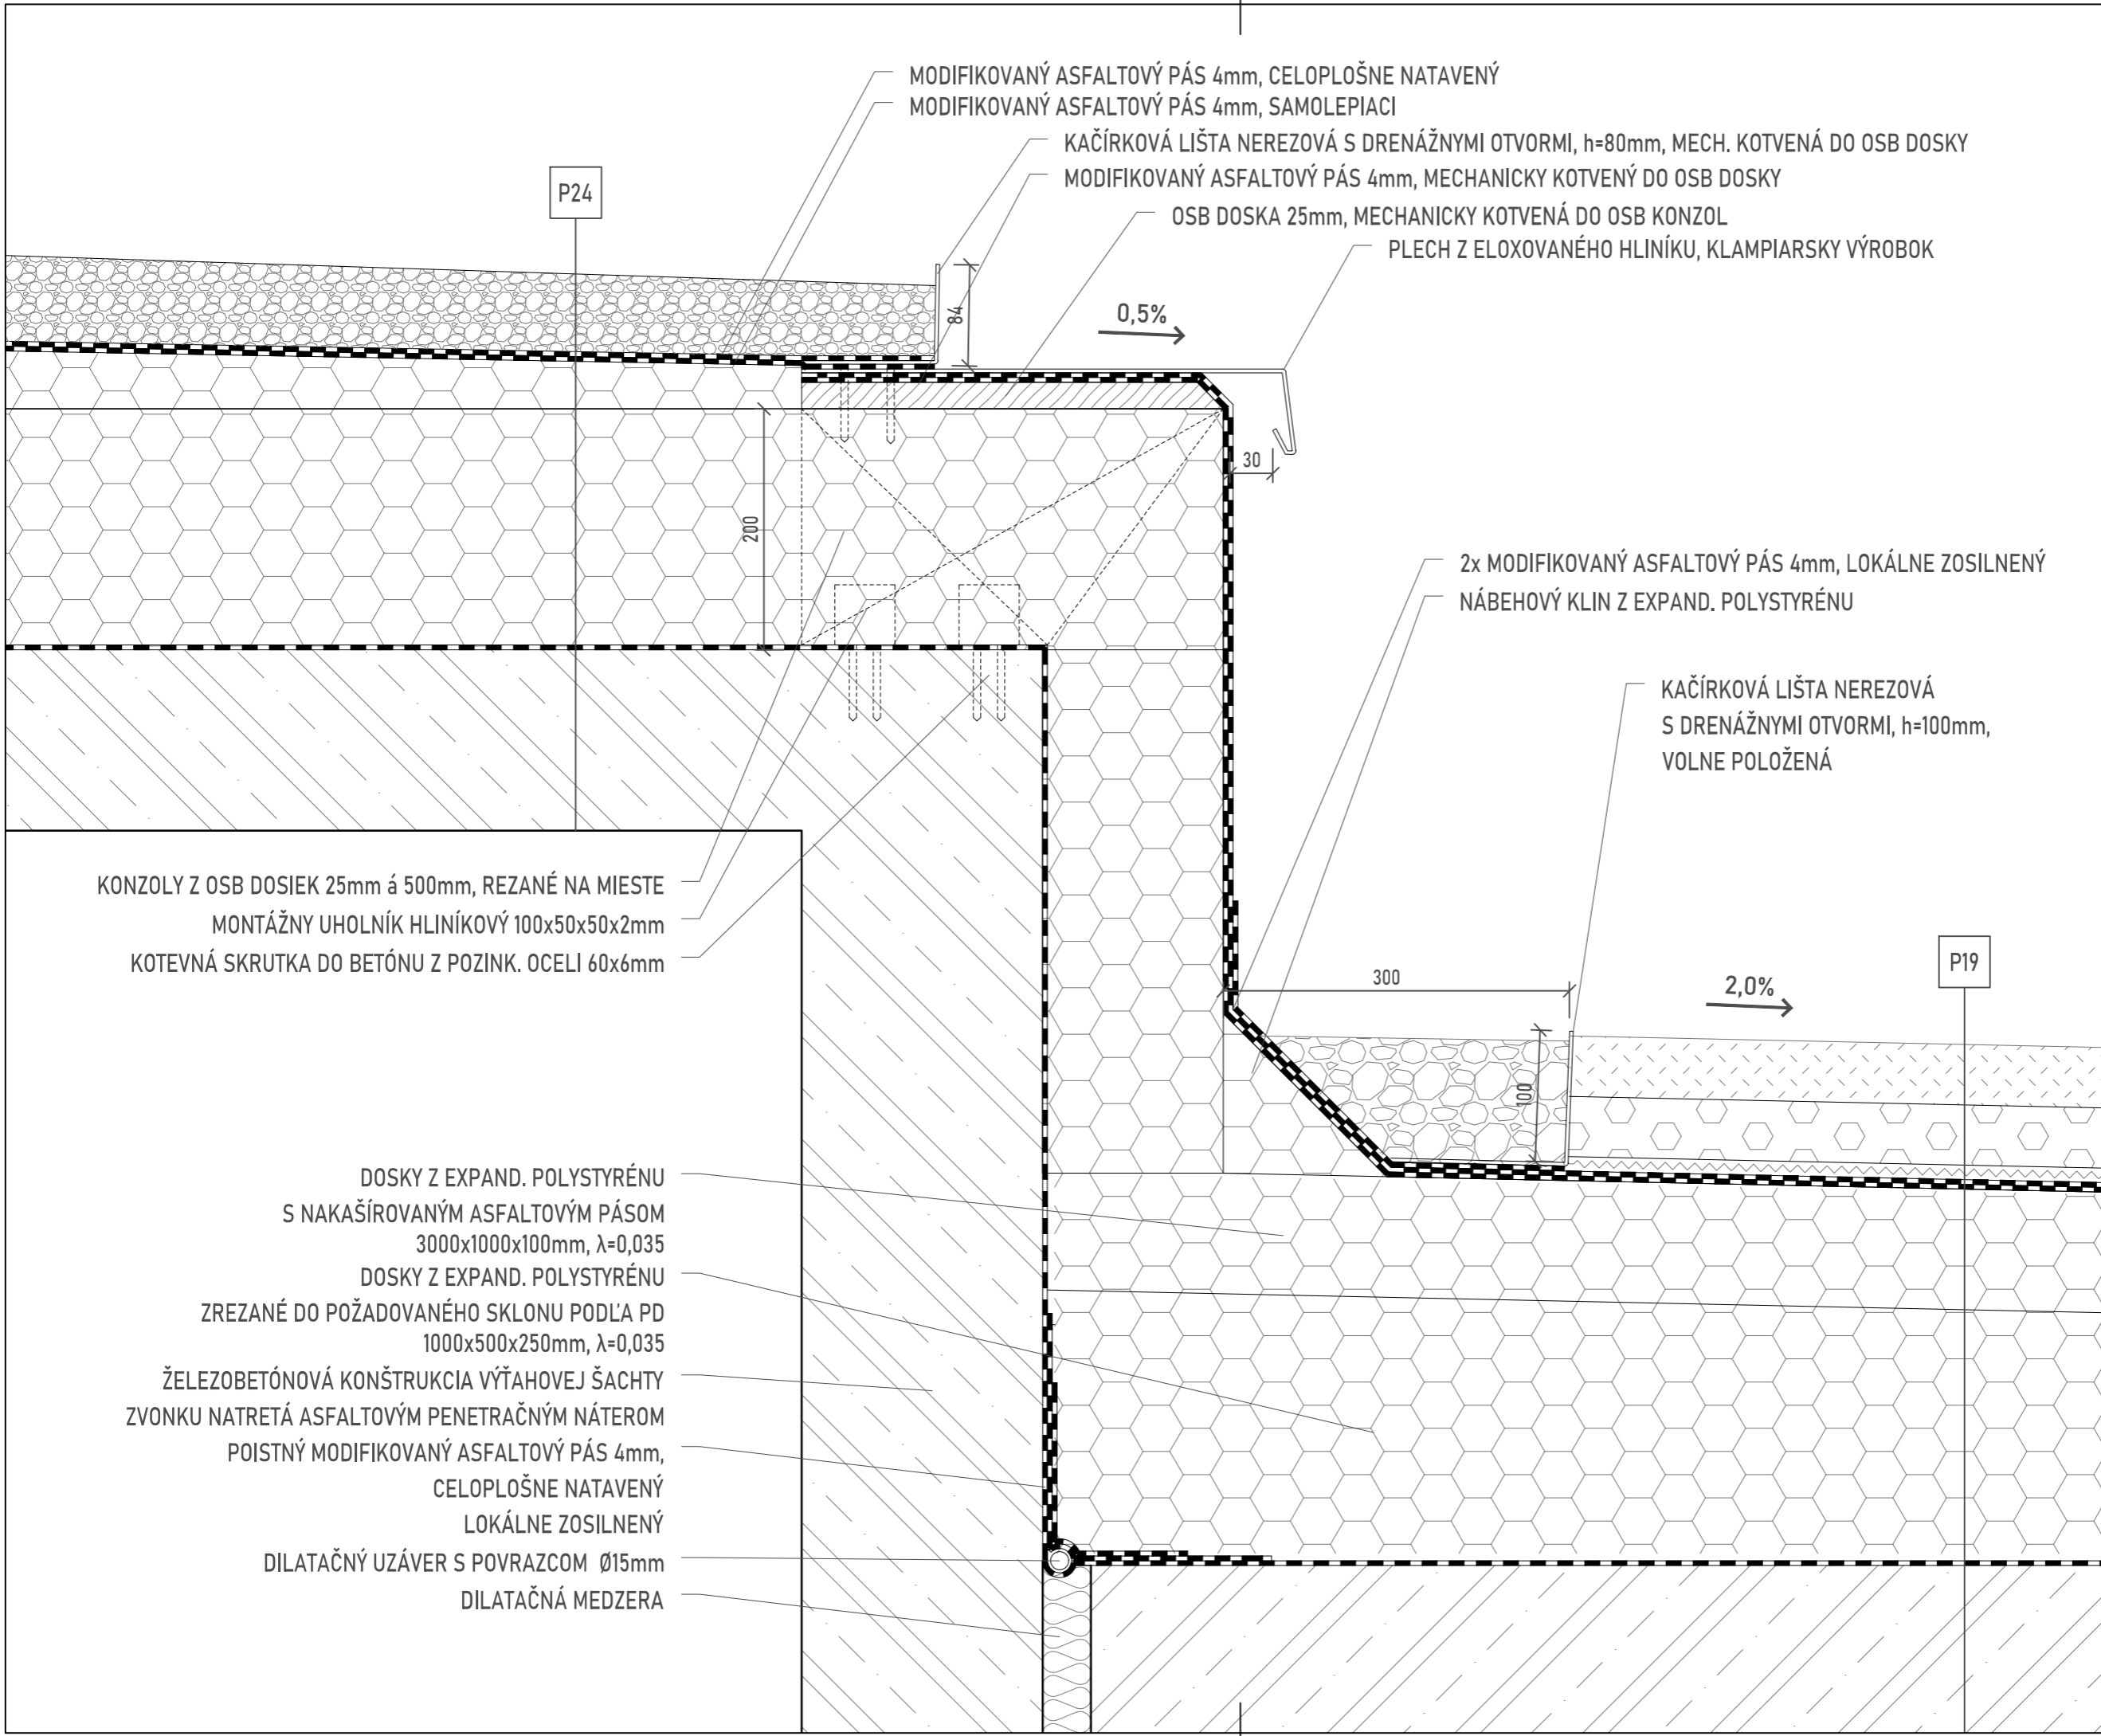 MODIFIKOVANÝ ASFALTOVÝ PÁS 4mm, CELOPLOŠNE NATAVENÝ
MODIFIKOVANÝ ASFALTOVÝ PÁS 4mm, SAMOLEPIACI
KAČÍRKOVÁ LIŠTA NEREZOVÁ S DRENÁŽNYMI OTVORMI, h=80mm, MECH. KOTVENÁ DO OSB DOSKY
MODIFIKOVANÝ ASFALTOVÝ PÁS 4mm, MECHANICKY KOTVENÝ DO OSB DOSKY
P24
OSB DOSKA 25mm, MECHANICKY KOTVENÁ DO OSB KONZOL
PLECH Z ELOXOVANÉHO HLINÍKU, KLAMPIARSKY VÝROBOK
84
0,5%
30
200
2x MODIFIKOVANÝ ASFALTOVÝ PÁS 4mm, LOKÁLNE ZOSILNENÝ
NÁBEHOVÝ KLIN Z EXPAND. POLYSTYRÉNU
KAČÍRKOVÁ LIŠTA NEREZOVÁ
S DRENÁŽNYMI OTVORMI, h=100mm,
VOLNE POLOŽENÁ
KONZOLY Z OSB DOSIEK 25mm á 500mm, REZANÉ NA MIESTE
MONTÁŽNY UHOLNÍK HLINÍKOVÝ 100x50x50x2mm
KOTEVNÁ SKRUTKA DO BETÓNU Z POZINK. OCELI 60x6mm
300
2,0%
P19
100
DOSKY Z EXPAND. POLYSTYRÉNU
S NAKAŠÍROVANÝM ASFALTOVÝM PÁSOM
3000x1000x100mm, λ=0,035
DOSKY Z EXPAND. POLYSTYRÉNU
ZREZANÉ DO POŽADOVANÉHO SKLONU PODĽA PD
1000x500x250mm, λ=0,035
ŽELEZOBETÓNOVÁ KONŠTRUKCIA VÝŤAHOVEJ ŠACHTY
ZVONKU NATRETÁ ASFALTOVÝM PENETRAČNÝM NÁTEROM
POISTNÝ MODIFIKOVANÝ ASFALTOVÝ PÁS 4mm,
CELOPLOŠNE NATAVENÝ
LOKÁLNE ZOSILNENÝ
DILATAČNÝ UZÁVER S POVRAZCOM Ø15mm
DILATAČNÁ MEDZERA